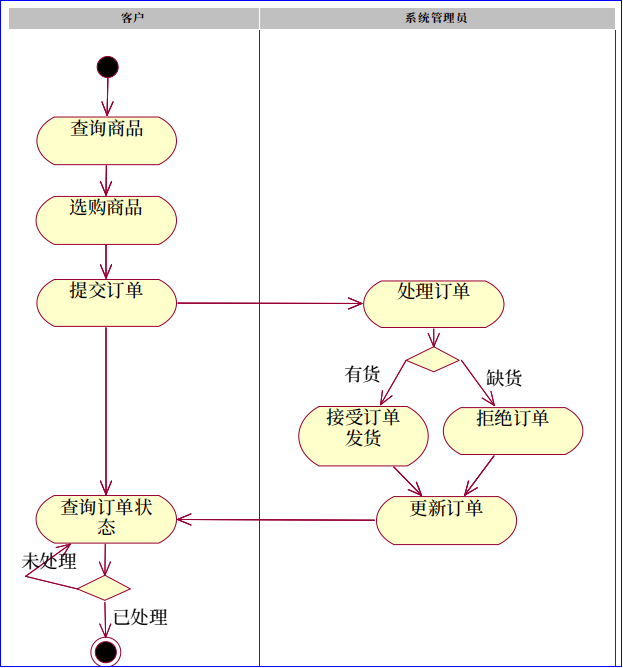 客户
系统管理员
查询商品
选购商品
提交订单
处理订单
有货
缺货
接受订单
发货
拒绝订单
查询订单状
态
更新订单
未处理
已处理